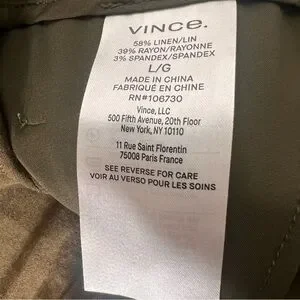 VINCE.
58% LINEN/LIN
39% RAYON/RAYONNE
3% SPANDEX/SPANDEX
L/G
MADE IN CHINA
FABRIQUÉ EN CHINE
RN#106730
Vince, LLC
500 Fifth Avenue, 20th Floor
New York, NY 10110
11 Rue Saint Florentin
75008 Paris France
SEE REVERSE FOR CARE
VOIR AU VERSO POUR LES SOINS